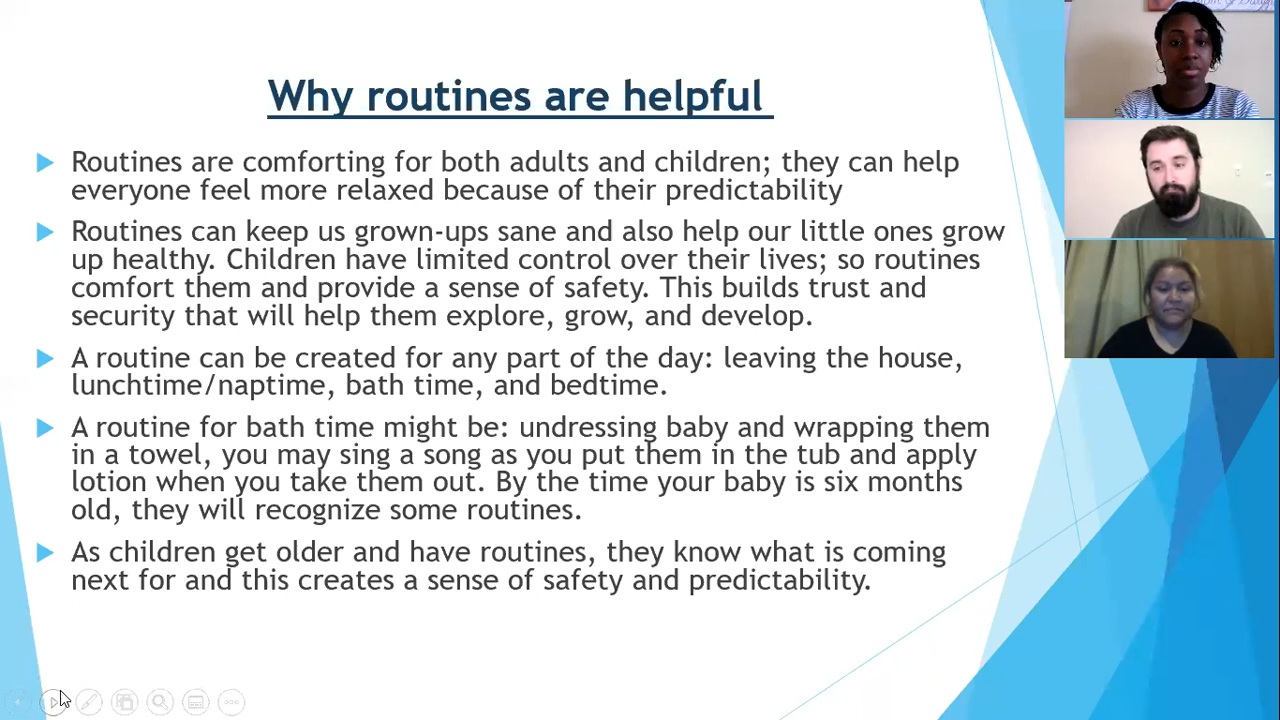 Why routines are helpful
Routines are comforting for both adults and children; they can help
everyone feel more relaxed because of their predictability
Routines can keep us grown-ups sane and also help our little ones grow
up healthy. Children have limited control over their lives; so routines
comfort them and provide a sense of safety. This builds trust and
security that will help them explore, grow, and develop.
A routine can be created for any part of the day: leaving the house,
lunchtime/naptime, bath time, and bedtime.
A routine for bath time might be: undressing baby and wrapping them
in a towel, you may sing a song as you put them in the tub and apply
lotion when you take them out. By the time your baby is six months
old, they will recognize some routines.
As children get older and have routines, they know what is coming
next for and this creates a sense of safety and predictability.